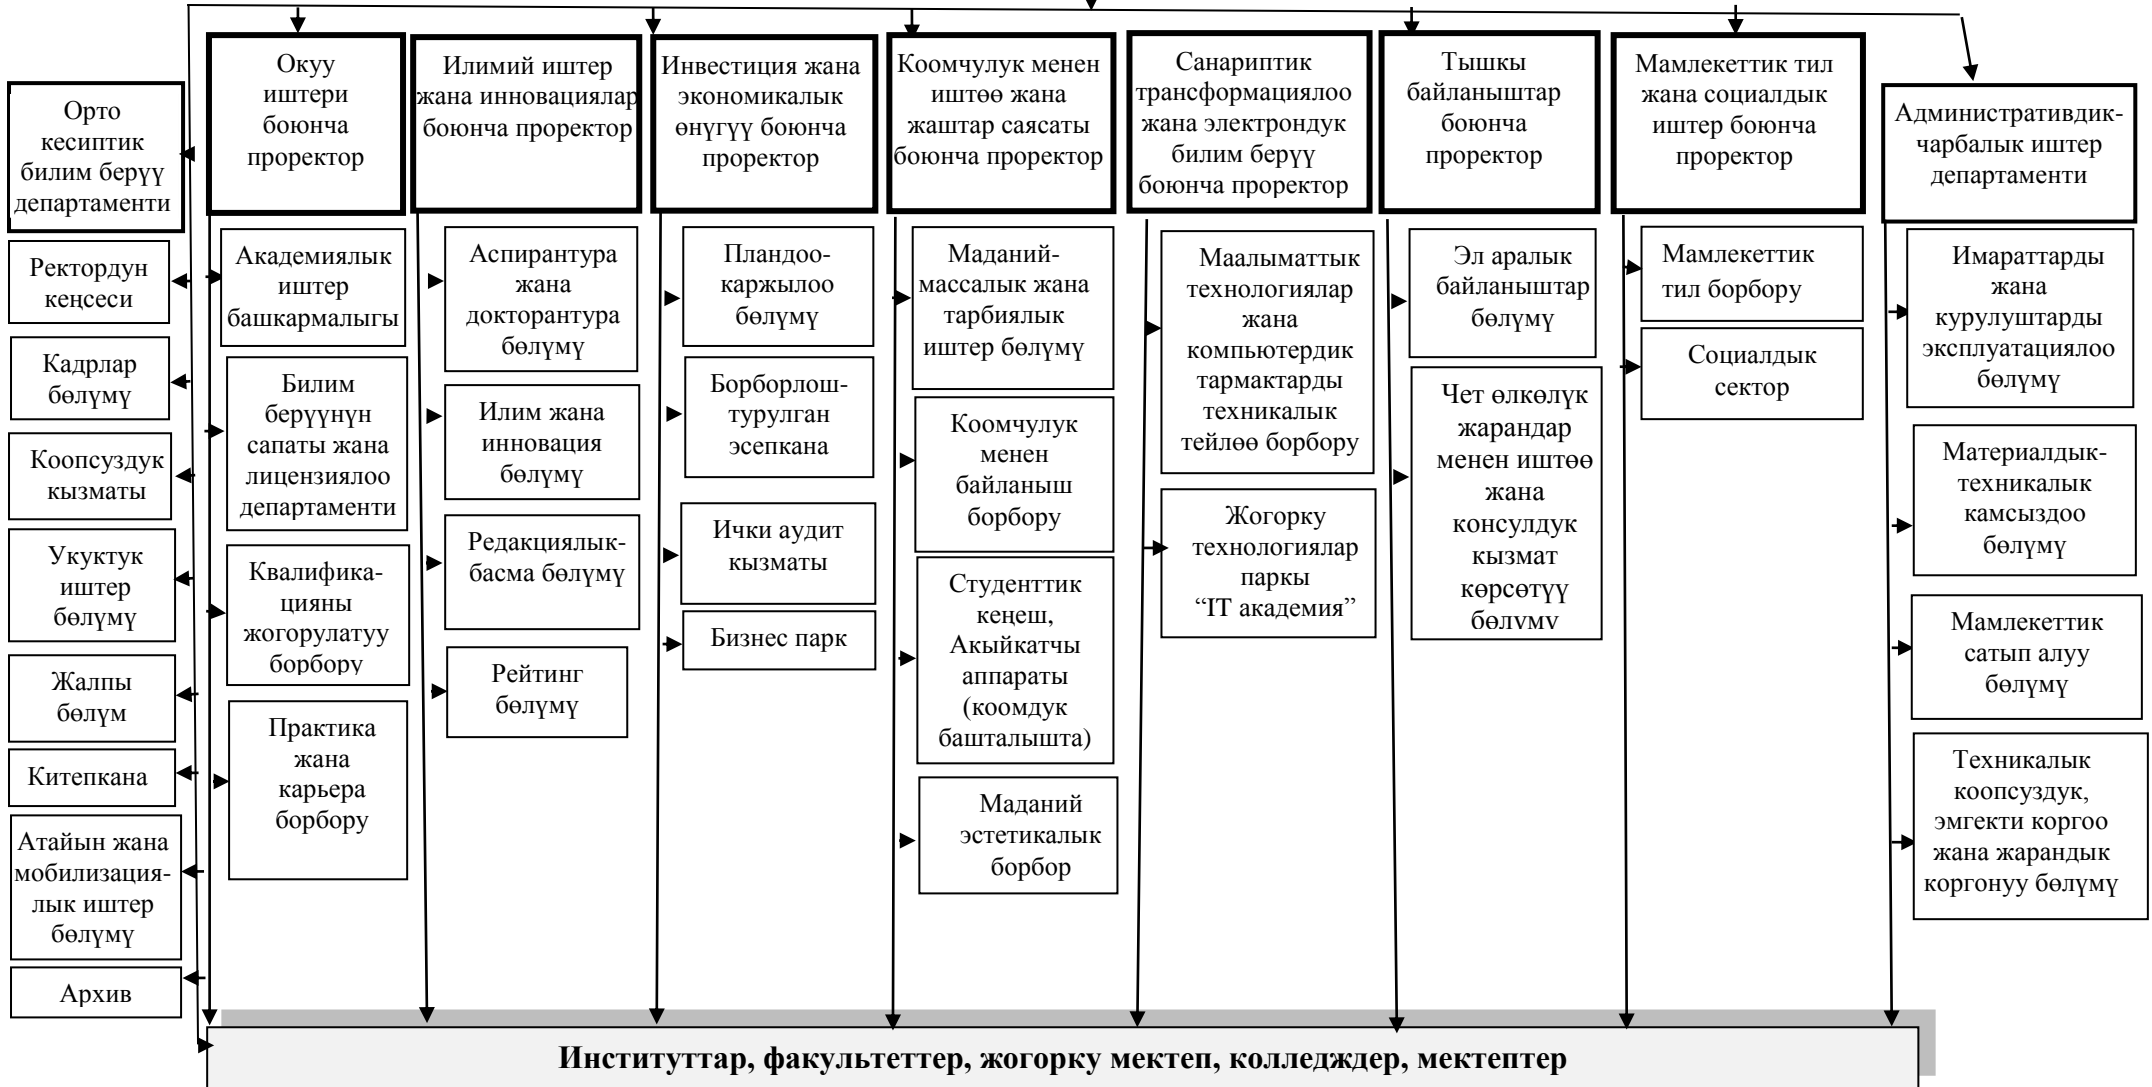 Орто
кесиптик
билим берүү
департаменти
Ректордун
кеңсеси
Кадрлар
бөлүмү
Коопсуздук
кызматы
Укуктук
иштер
бөлүмү
Жалпы
бөлүм
Китепкана
Атайын жана
мобилизация-
лык иштер
бөлүмү
Архив
Окуу
иштери
боюнча
проректор
Академиялык
иштер
башкармалыгы
Билим
берүүнүн
сапаты жана
лицензиялоо
департаменти
Квалифика-
цияны
жогорулатуу
борбору
Практика
жана
карьера
борбору
Илимий иштер
жана инновациялар
боюнча проректор
Аспирантура
жана
докторантура
бөлүмү
Илим жана
инновация
бөлүмү
Редакциялык-
басма бөлүмү
Рейтинг
бөлүмү
Инвестиция жана
экономикалык
өнүгүү боюнча
проректор
Пландоо-
каржылоо
бөлүмү
Борборлош-
турулган
эсепкана
Ички аудит
кызматы
Бизнес парк
Коомчулук менен
иштөө жана
жаштар саясаты
боюнча проректор
Маданий-
массалык жана
тарбиялык
иштер бөлүмү
Коомчулук
менен
байланыш
борбору
Студенттик
кеңеш,
Акыйкатчы
аппараты
(коомдук
башталышта)
Маданий
эстетикалык
борбор
Санариптик
трансформациялоо
жана электрондук
билим берүү
боюнча проректор
Маалыматтык
технологиялар
жана
компьютердик
тармактарды
техникалык
тейлөө борбору
Жогорку
технологиялар
паркы
“IT академия”
Тышкы
байланыштар
боюнча
проректор
Эл аралык
байланыштар
бөлүмү
Чет өлкөлүк
жарандар
менен иштөө
жана
консулдук
кызмат
көрсөтүү
бөлүмү
Мамлекеттик тил
жана социалдык
иштер боюнча
проректор
Мамлекеттик
тил борбору
Социалдык
сектор
Административдик-
чарбалык иштер
департаменти
Имараттарды
жана
курулуштарды
эксплуатациялоо
бөлүмү
Материалдык-
техникалык
камсыздоо
бөлүмү
Мамлекеттик
сатып алуу
бөлүмү
Техникалык
коопсуздук,
эмгекти коргоо
жана жарандык
коргонуу бөлүмү
Институттар, факультеттер, жогорку мектеп, колледждер, мектептер